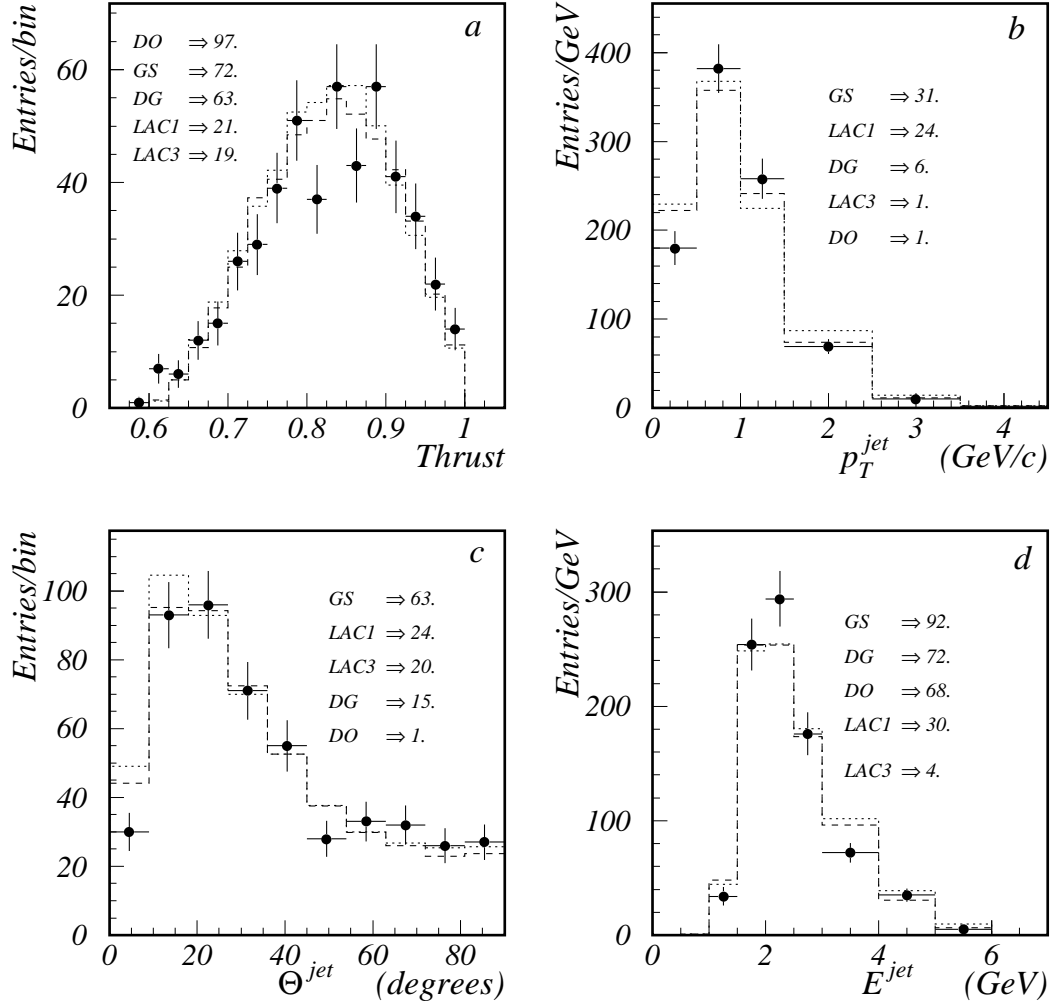 Entries/bin
a
DO ⇒ 97.
GS ⇒ 72.
DG ⇒ 63.
LAC1 ⇒ 21.
LAC3 ⇒ 19.
60
40
20
0
0.6 0.7 0.8 0.9 1
Thrust
Entries/GeV
b
GS ⇒ 31.
LAC1 ⇒ 24.
DG ⇒ 6.
LAC3 ⇒ 1.
DO ⇒ 1.
400
300
200
100
0
0 1 2 3 4
p_T^jet (GeV/c)
Entries/bin
c
GS ⇒ 63.
LAC1 ⇒ 24.
LAC3 ⇒ 20.
DG ⇒ 15.
DO ⇒ 1.
100
80
60
40
20
0
0 20 40 60 80
Θ^jet (degrees)
Entries/GeV
d
GS ⇒ 92.
DG ⇒ 72.
DO ⇒ 68.
LAC1 ⇒ 30.
LAC3 ⇒ 4.
300
200
100
0
0 2 4 6
E^jet (GeV)